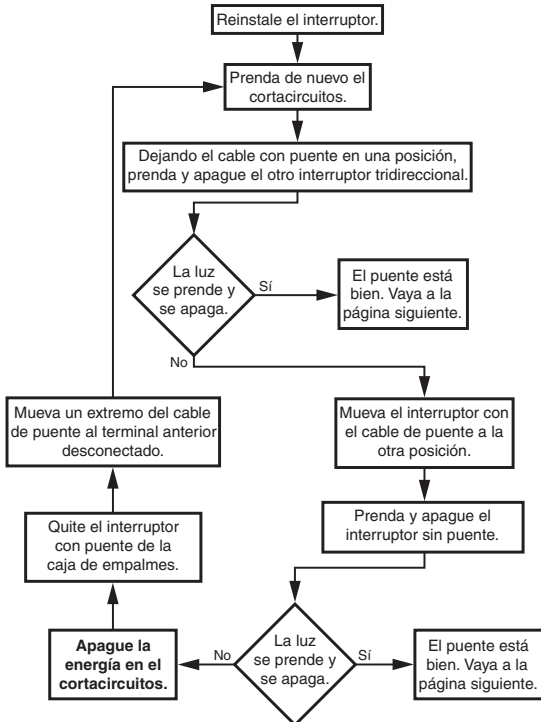 Reinstale el interruptor.
Prenda de nuevo el
cortacircuitos.
Dejando el cable con puente en una posición,
prenda y apague el otro interruptor tridireccional.
La luz
se prende y
se apaga.
Sí
El puente está
bien. Vaya a la
página siguiente.
No
Mueva el interruptor con
el cable de puente a la
otra posición.
Prenda y apague el
interruptor sin puente.
La luz
se prende y
se apaga.
Sí
El puente está
bien. Vaya a la
página siguiente.
No
Apague la
energía en el
cortacircuitos.
Quite el interruptor
con puente de la
caja de empalmes.
Mueva un extremo del cable
de puente al terminal anterior
desconectado.